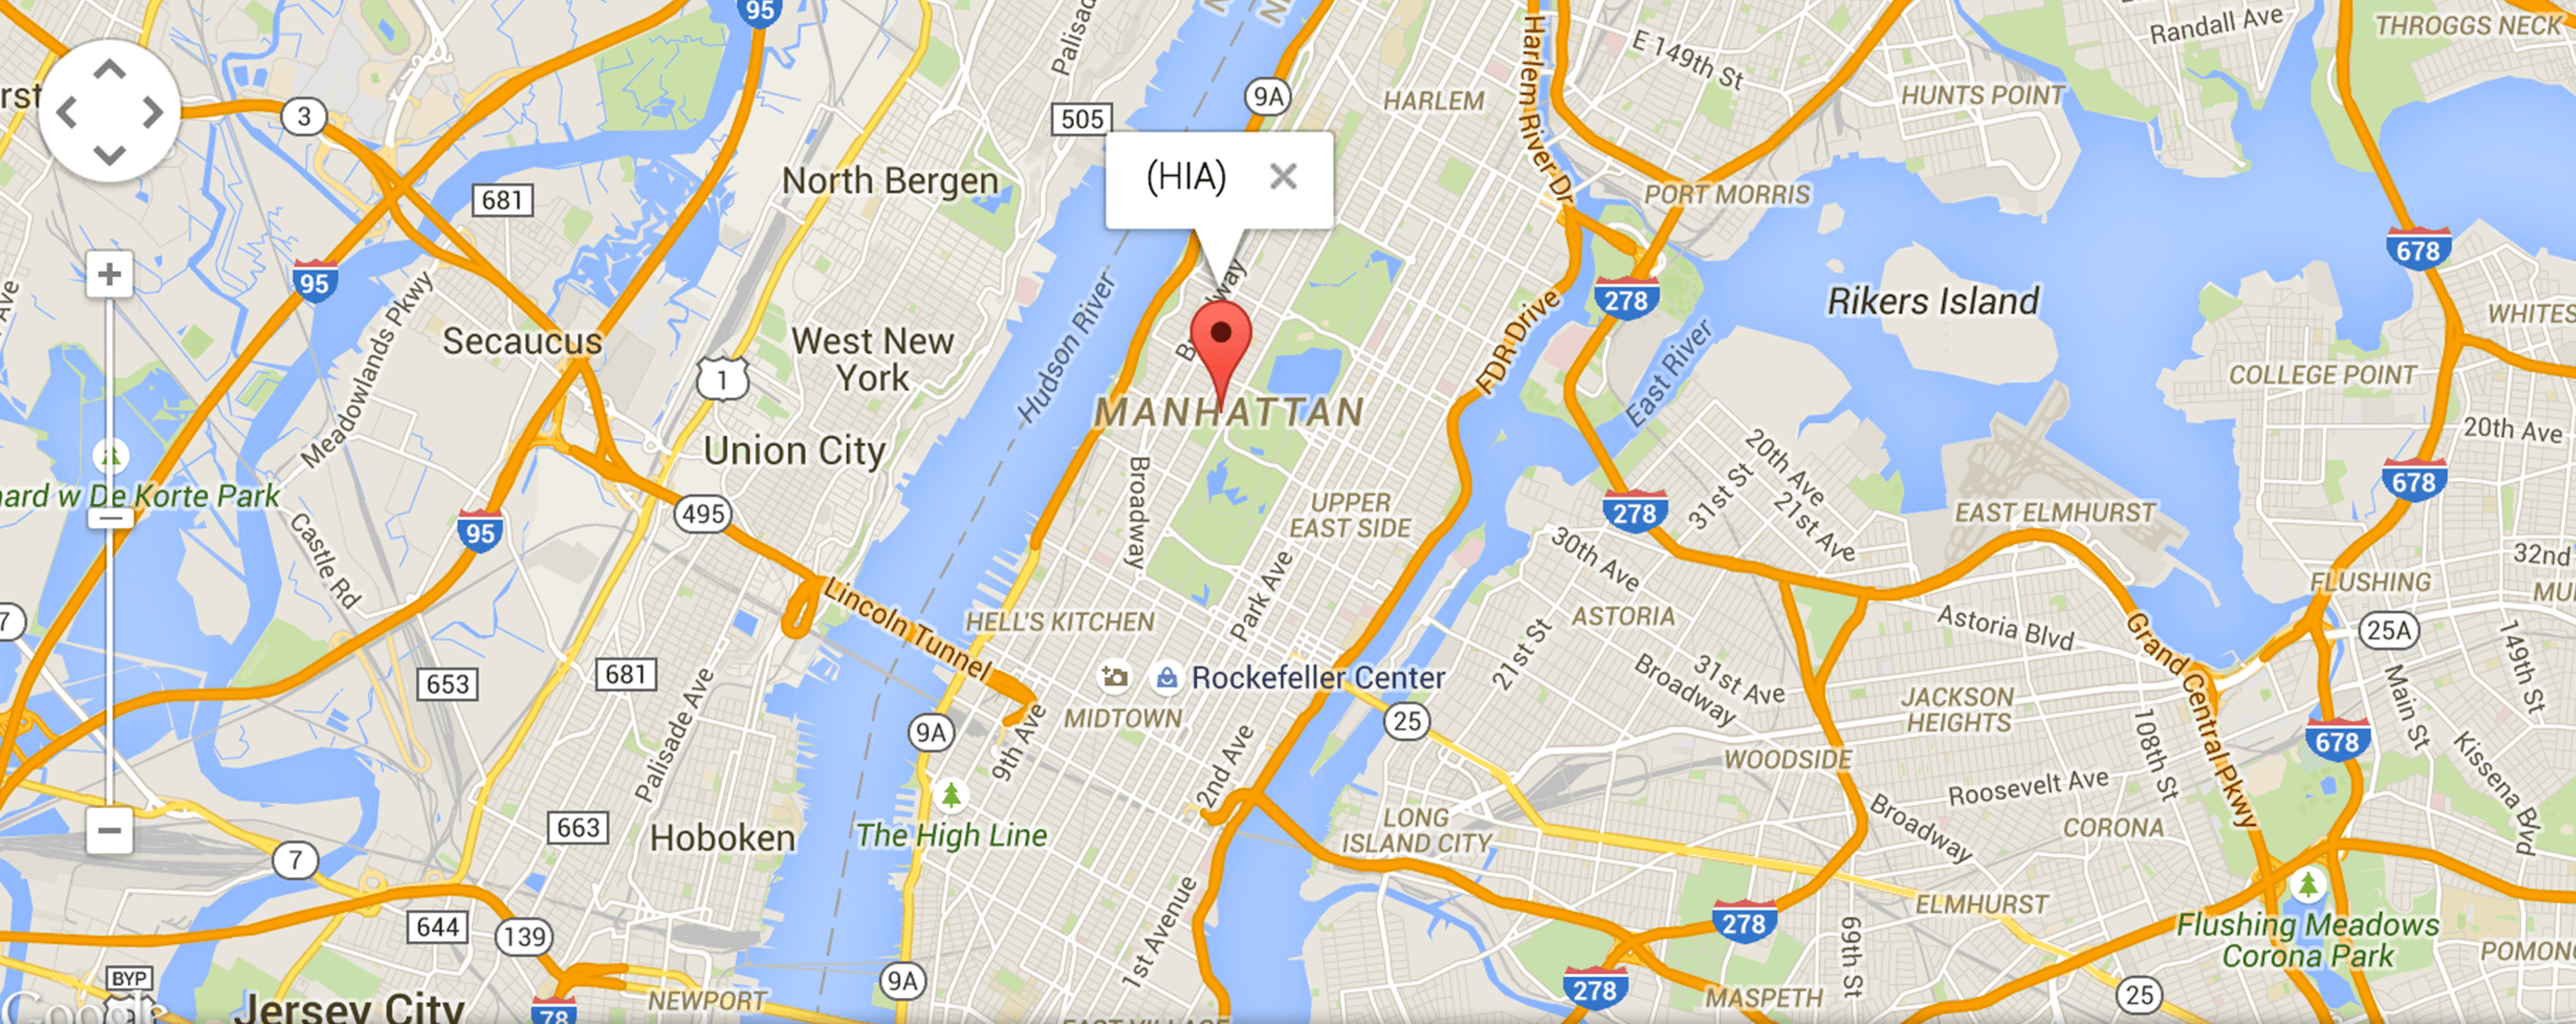 95
Randall Ave
THROGGS NECK
Palisad
E 149th St
Harlem River Dr
rst
3
9A
HARLEM
HUNTS POINT
505
(HIA)
North Bergen
681
PORT MORRIS
678
95
278
Rikers Island
WHITES
Meadowlands Pkwy
Hudson River
FDR Drive
Secaucus
West New
York
East River
1
COLLEGE POINT
MANHATTAN
20th Ave
Union City
Broadway
20th Ave
31st St
21st Ave
678
ard w De Korte Park
495
UPPER
EAST SIDE
278
EAST ELMHURST
95
Castle Rd
30th Ave
32nd
FLUSHING
Lincoln Tunnel
Park Ave
HELL'S KITCHEN
ASTORIA
Astoria Blvd
25A
7
21st St
681
653
Palisade Ave
Rockefeller Center
31st Ave
Broadway
Grand Central Pkwy
149th St
Main St
JACKSON
HEIGHTS
MIDTOWN
25
9A
9th Ave
2nd Ave
108th St
678
WOODSIDE
Roosevelt Ave
Kissena Blvd
The High Line
663
Hoboken
LONG
ISLAND CITY
Broadway
CORONA
7
1st Avenue
ELMHURST
644
139
278
Flushing Meadows
Corona Park
69th St
BYP
9A
NEWPORT
278
MASPETH
25
POMON
Jersey City
78
Google